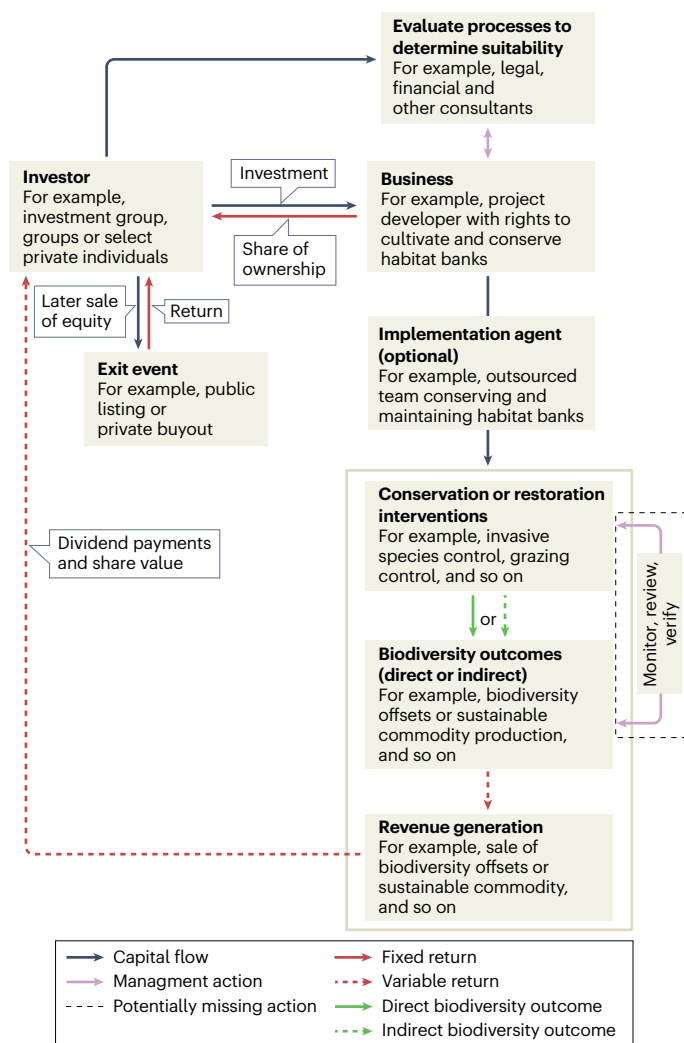 Evaluate processes to
determine suitability
For example, legal,
financial and
other consultants
Investor
For example,
investment group,
groups or select
private individuals
Investment
Share of
ownership
Business
For example, project
developer with rights to
cultivate and conserve
habitat banks
Later sale
of equity
Return
Exit event
For example, public
listing or
private buyout
Implementation agent
(optional)
For example, outsourced
team conserving and
maintaining habitat banks
Conservation or restoration
interventions
For example, invasive
species control, grazing
control, and so on
or
Dividend payments
and share value
Monitor, review,
verify
Biodiversity outcomes
(direct or indirect)
For example, biodiversity
offsets or sustainable
commodity production,
and so on
Revenue generation
For example, sale of
biodiversity offsets or
sustainable commodity,
and so on
Capital flow
Managment action
Potentially missing action
Fixed return
Variable return
Direct biodiversity outcome
Indirect biodiversity outcome